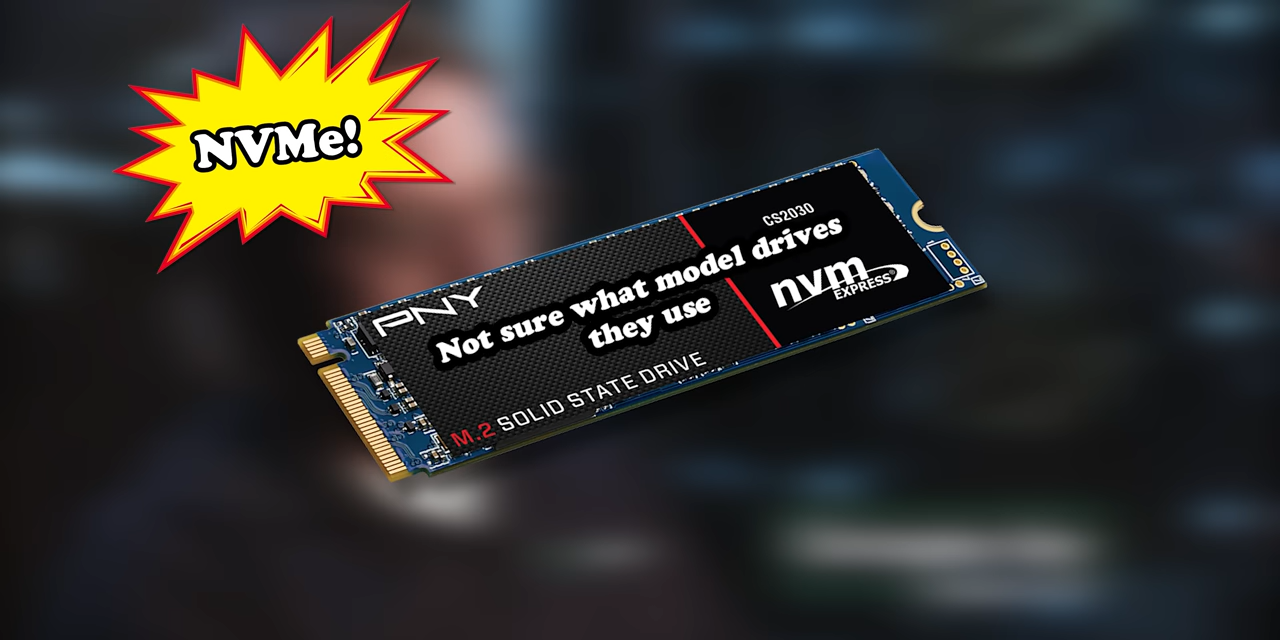 NVMe!
CS2030
nvm
EXPRESS®
PNY
Not sure what model drives
they use
M.2 SOLID STATE DRIVE